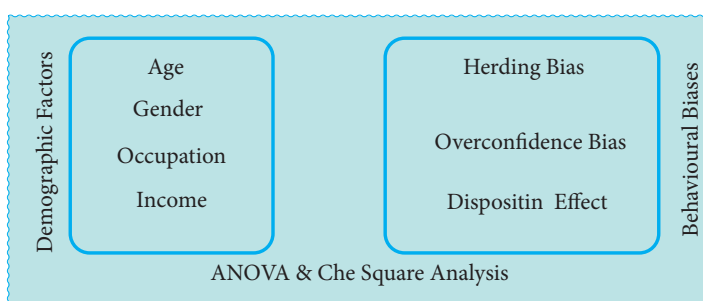 Demographic Factors
Age
Gender
Occupation
Income
Herding Bias
Overconfidence Bias
Dispositin Effect
Behavioural Biases
ANOVA & Che Square Analysis